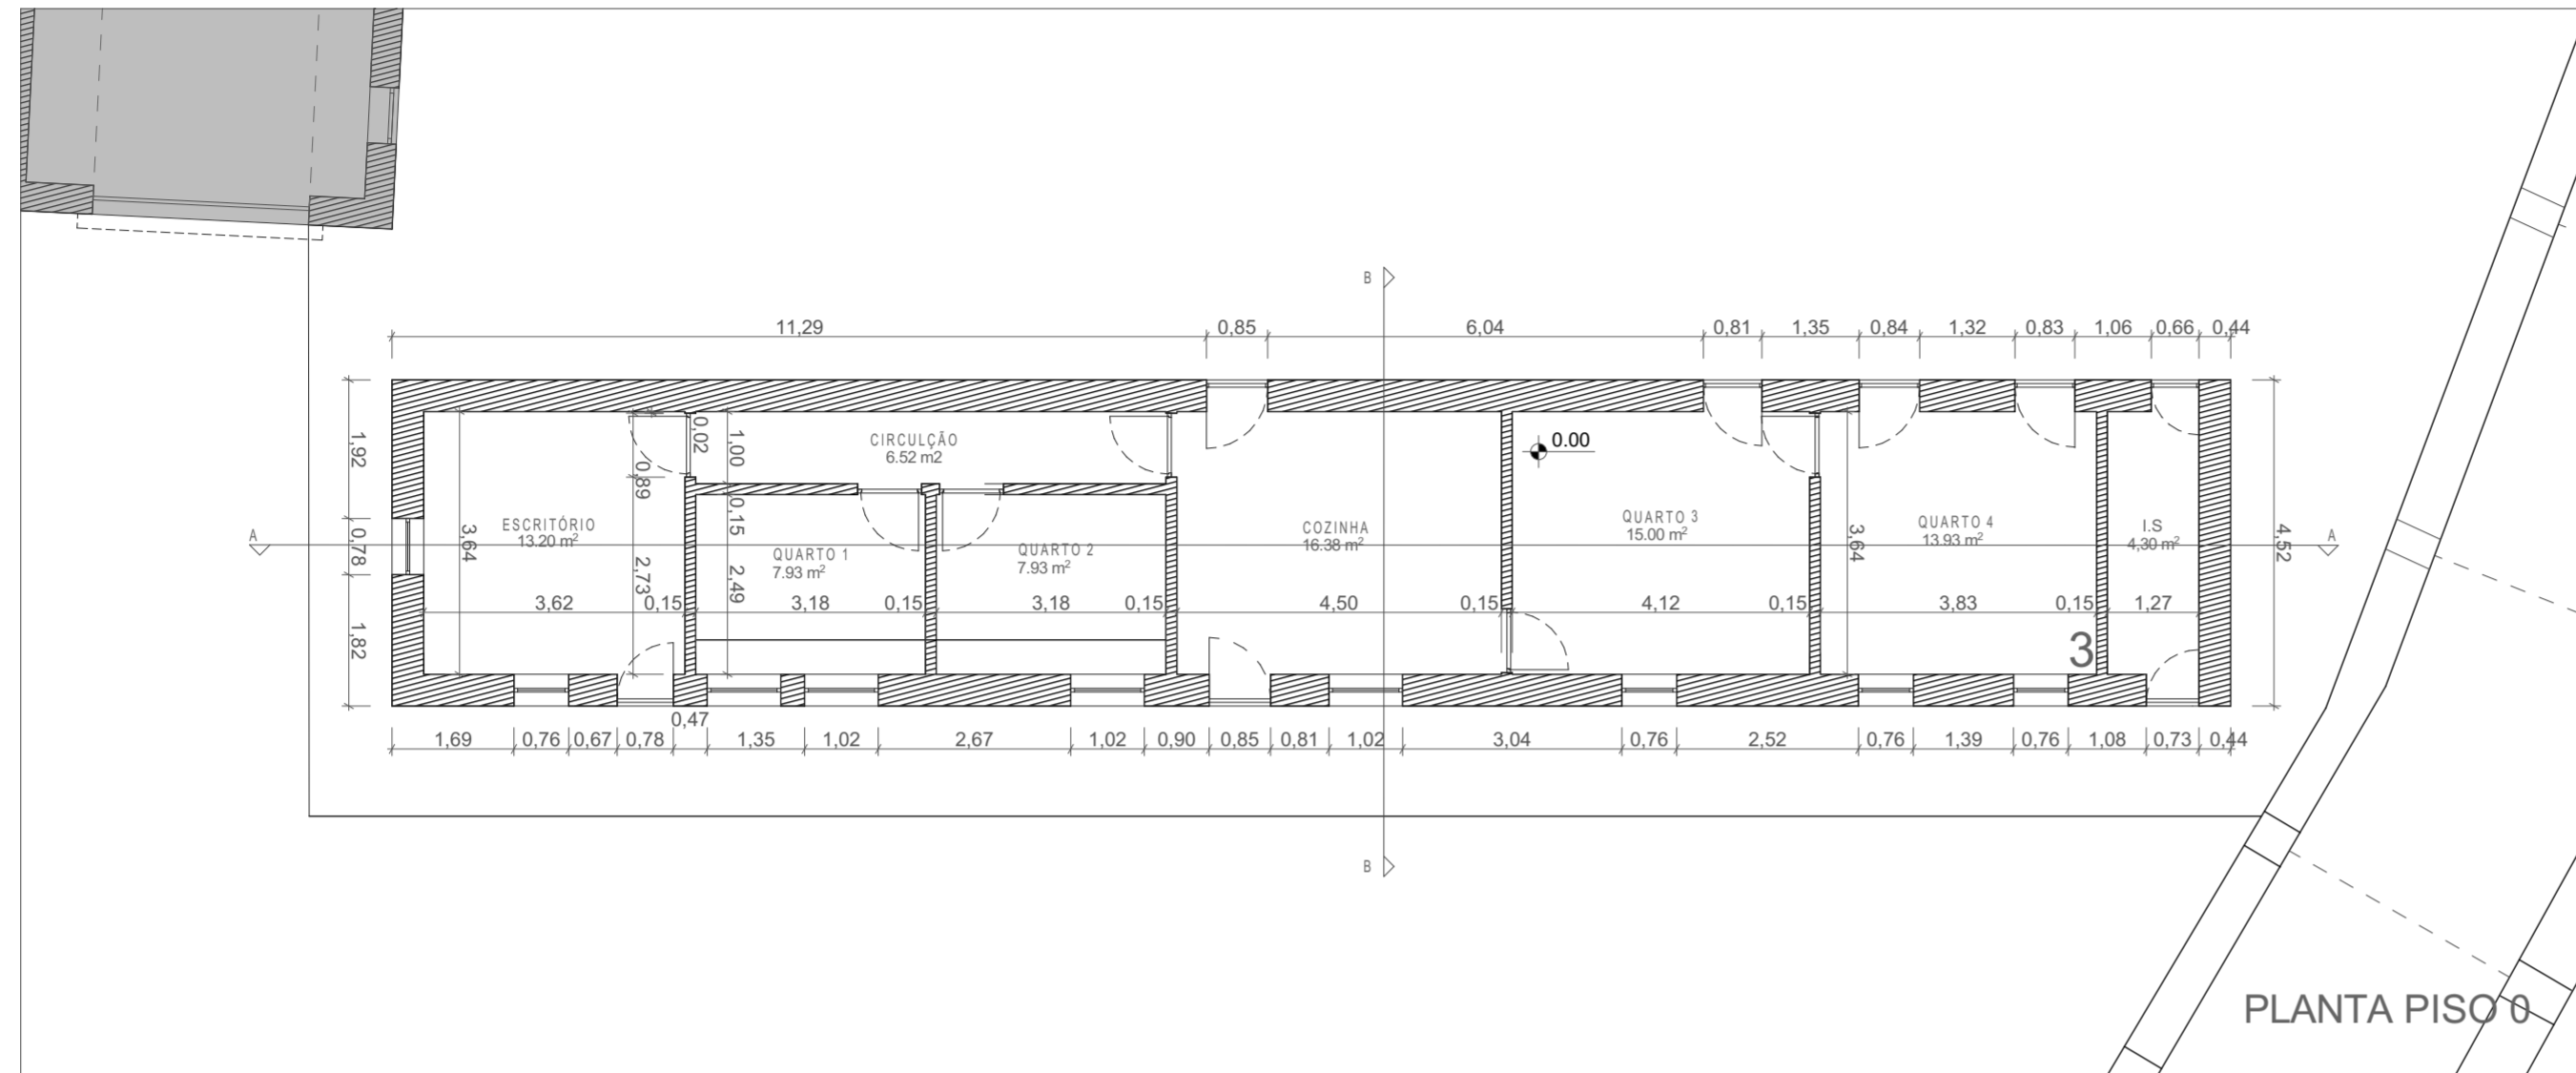 B
11,29 0,85 6,04 0,81 1,35 0,84 1,32 0,83 1,06 0,66 0,44
1,92
0,78
1,82
0,02
1,00
0,89
0,15
3,64
2,73
2,49
CIRCULÇÃO
6.52 m2
0.00
ESCRITÓRIO
13.20 m²
QUARTO 1
7.93 m²
QUARTO 2
7.93 m²
COZINHA
16.38 m²
QUARTO 3
15.00 m²
QUARTO 4
13.93 m²
I.S
4,30 m²
3,64
4,52
A
A
3,62 0,15 3,18 0,15 3,18 0,15 4,50 0,15 4,12 0,15 3,83 0,15 1,27
3
0,47
1,69 0,76 0,67 0,78 1,35 1,02 2,67 1,02 0,90 0,85 0,81 1,02 3,04 0,76 2,52 0,76 1,39 0,76 1,08 0,73 0,44
B
PLANTA PISO 0